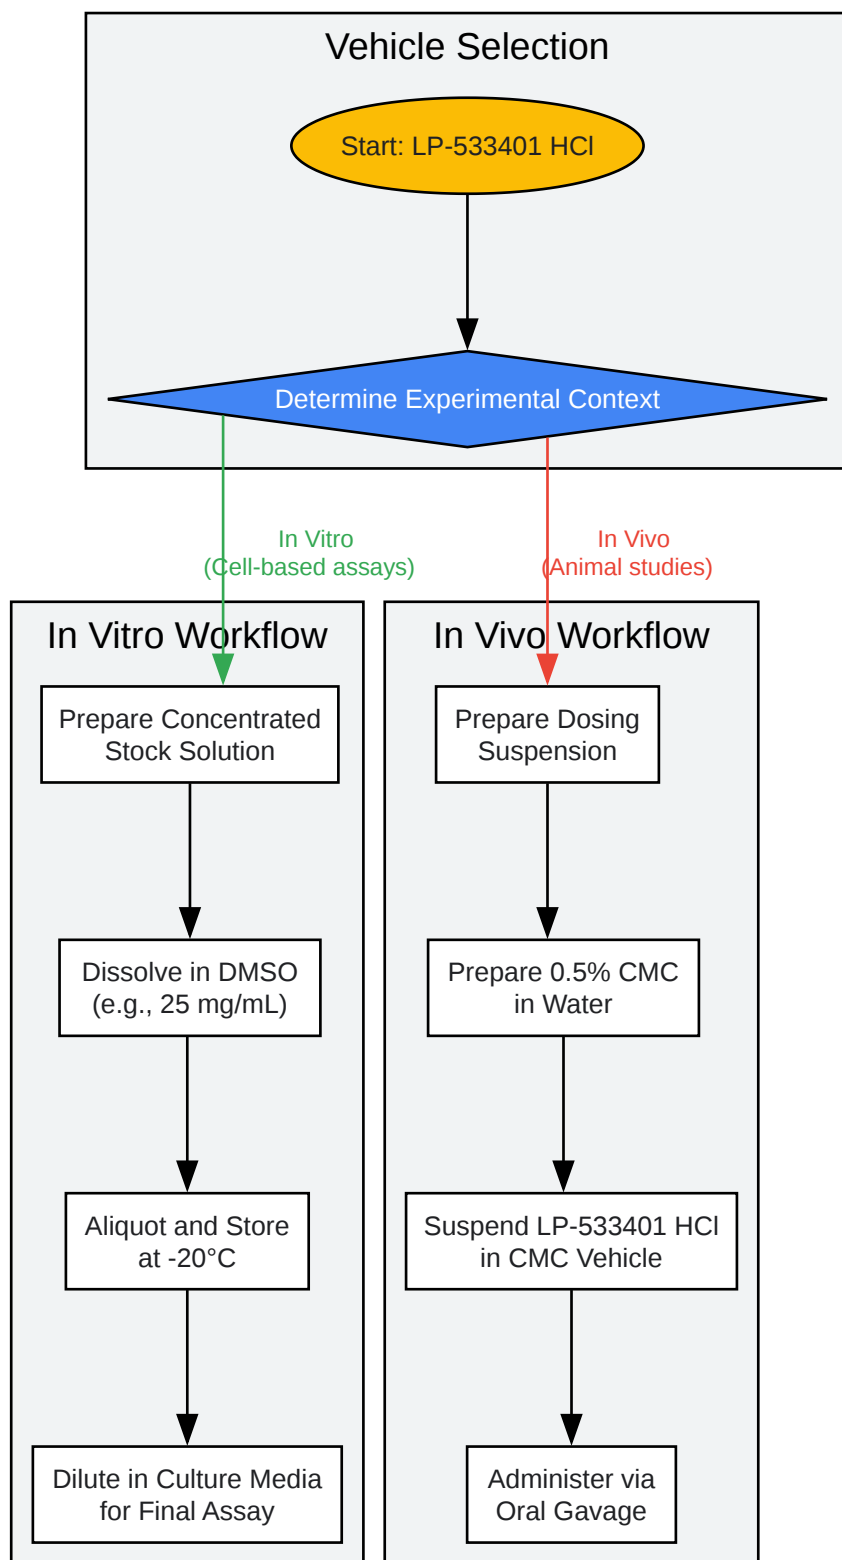 Vehicle Selection
Start: LP-533401 HCl
Determine Experimental Context
In Vitro
(Cell-based assays)
In Vivo
(Animal studies)
In Vitro Workflow
Prepare Concentrated
Stock Solution
Dissolve in DMSO
(e.g., 25 mg/mL)
Aliquot and Store
at -20°C
Dilute in Culture Media
for Final Assay
In Vivo Workflow
Prepare Dosing
Suspension
Prepare 0.5% CMC
in Water
Suspend LP-533401 HCl
in CMC Vehicle
Administer via
Oral Gavage